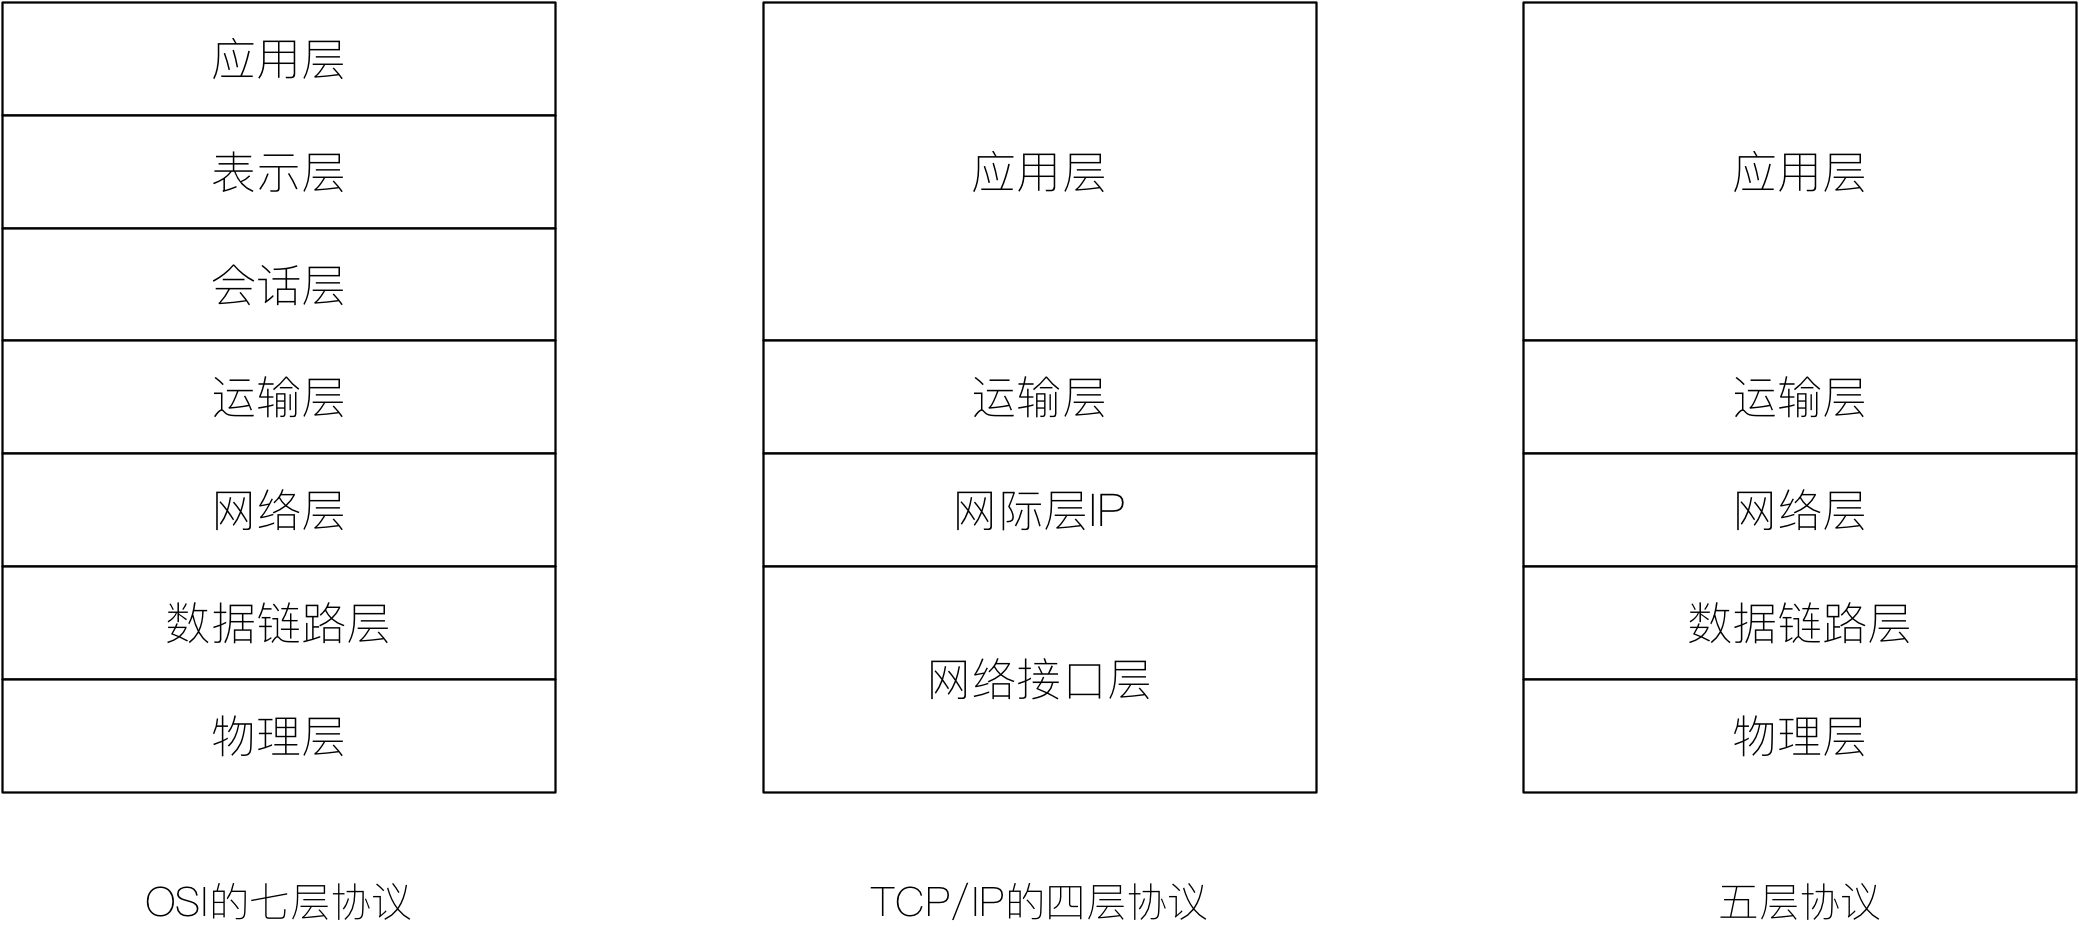 应用层
表示层
会话层
运输层
网络层
数据链路层
物理层
OSI的七层协议
应用层
运输层
网际层IP
网络接口层
TCP/IP的四层协议
应用层
运输层
网络层
数据链路层
物理层
五层协议